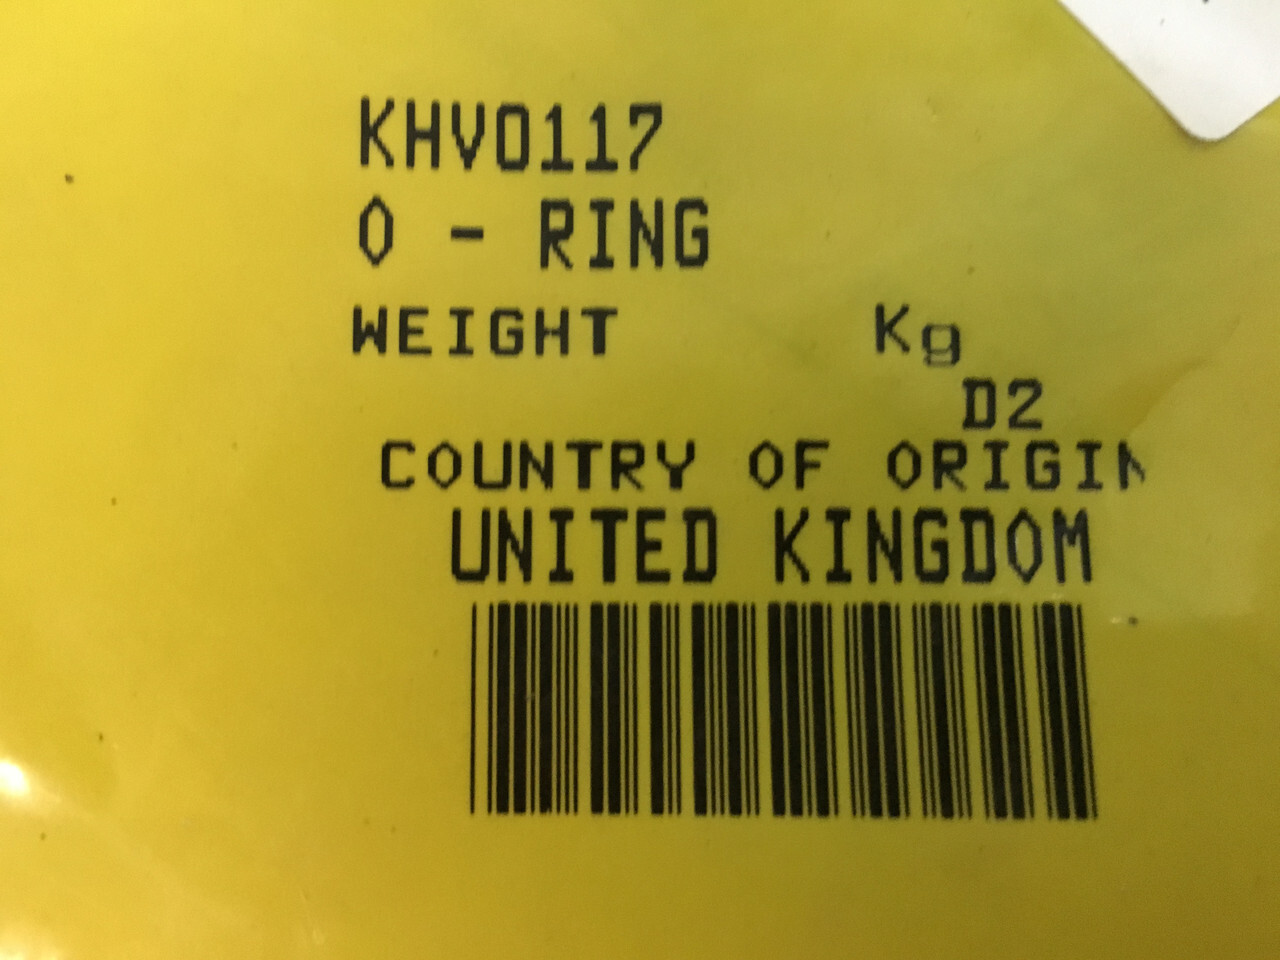 KHV0117
O - RING
WEIGHT Kg
D2
COUNTRY OF ORIGIN
UNITED KINGDOM